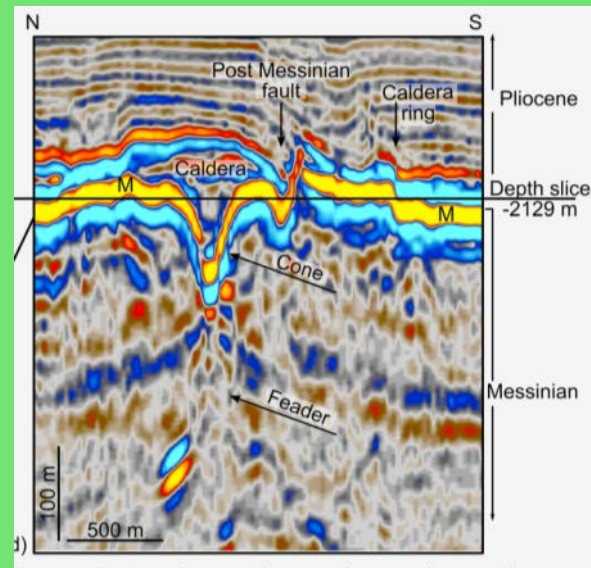 N
S
Post Messinian
fault
Caldera
ring
Pliocene
Caldera
M
Depth slice
-2129 m
M
Cone
Messinian
Feader
100 m
500 m
d)